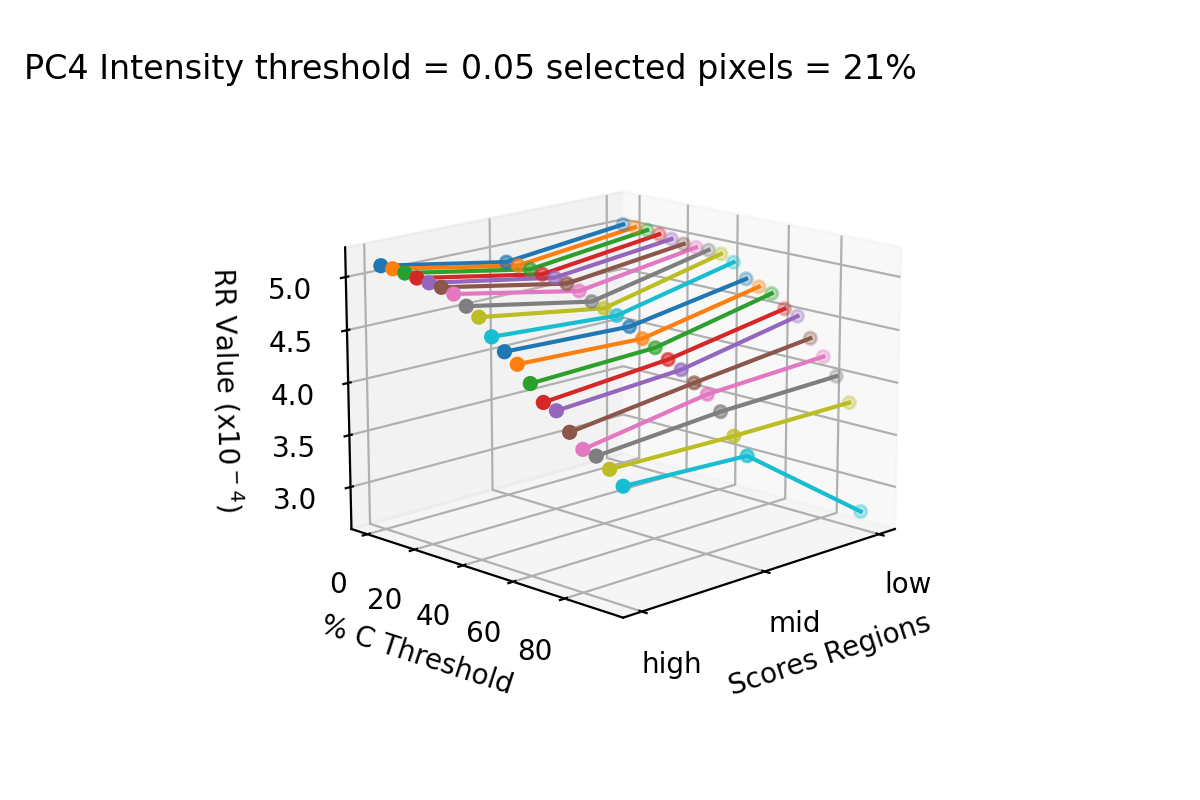 PC4 Intensity threshold = 0.05 selected pixels = 21%
RR Value (x10⁻⁴)
5.0
4.5
4.0
3.5
3.0
0
20
40
60
80
% C Threshold
high
mid
low
Scores Regions